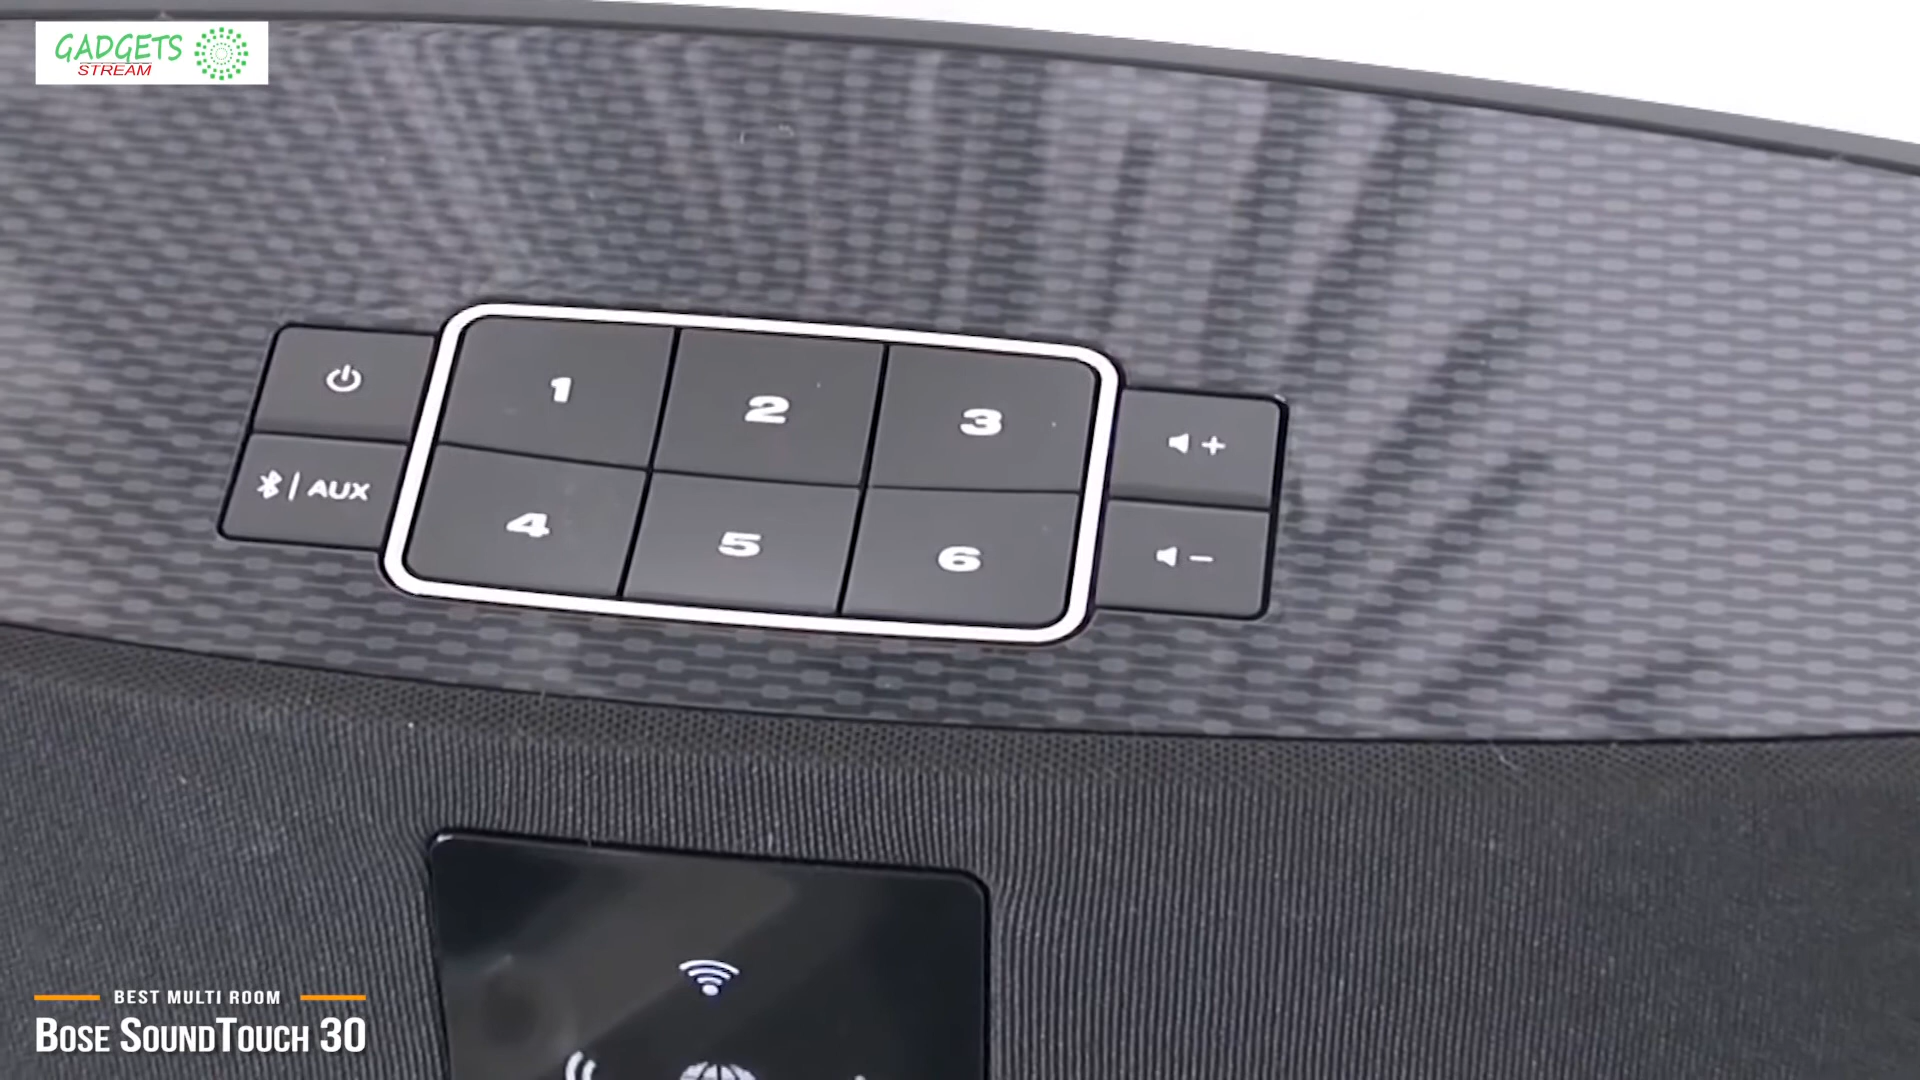 GADGETS
STREAM
1
2
3
| AUX
4
5
6
+
-
BEST MULTI ROOM
BOSE SOUNDTOUCH 30